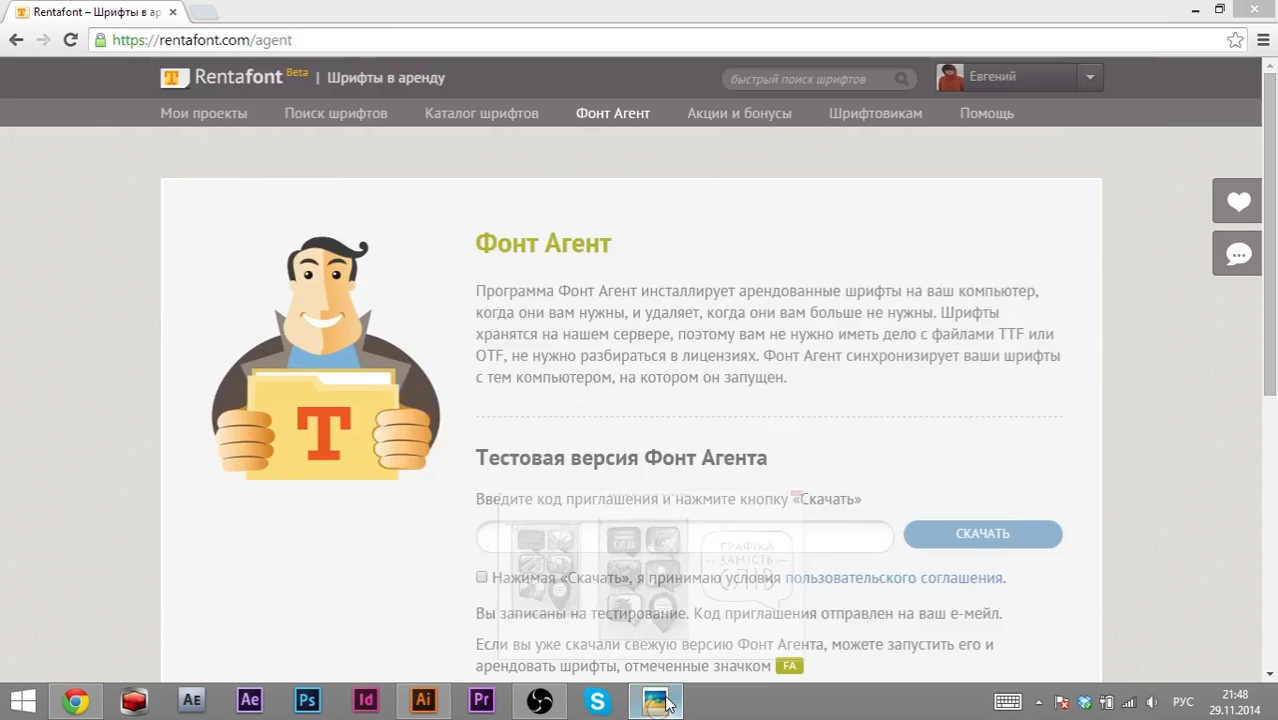 Rentafont – Шрифты в ар
https://rentafont.com/agent
T Rentafont Beta | Шрифты в аренду
быстрый поиск шрифтов
Евгений
Мои проекты Поиск шрифтов Каталог шрифтов Фонт Агент Акции и бонусы Шрифтовикам Помощь
Фонт Агент
Программа Фонт Агент инсталлирует арендованные шрифты на ваш компьютер,
когда они вам нужны, и удаляет, когда они вам больше не нужны. Шрифты
хранятся на нашем сервере, поэтому вам не нужно иметь дело с файлами TTF или
OTF, не нужно разбираться в лицензиях. Фонт Агент синхронизирует ваши шрифты
с тем компьютером, на котором он запущен.
T
Тестовая версия Фонт Агента
Введите код приглашения и нажмите кнопку «Скачать»
СКАЧАТЬ
ГРАФІКА
ЗАМІСТЬ
СЛІВ
Нажимая «Скачать», я принимаю условия пользовательского соглашения.
Вы записаны на тестирование. Код приглашения отправлен на ваш е-мейл.
Если вы уже скачали свежую версию Фонт Агента, можете запустить его и
арендовать шрифты, отмеченные значком FA
AE Ae Ps Id Ai Pr
РУС
21:48
29.11.2014